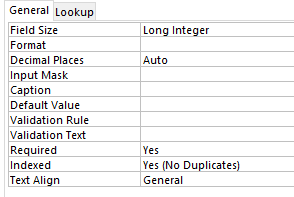 General Lookup
Field Size Long Integer
Format
Decimal Places Auto
Input Mask
Caption
Default Value
Validation Rule
Validation Text
Required Yes
Indexed Yes (No Duplicates)
Text Align General